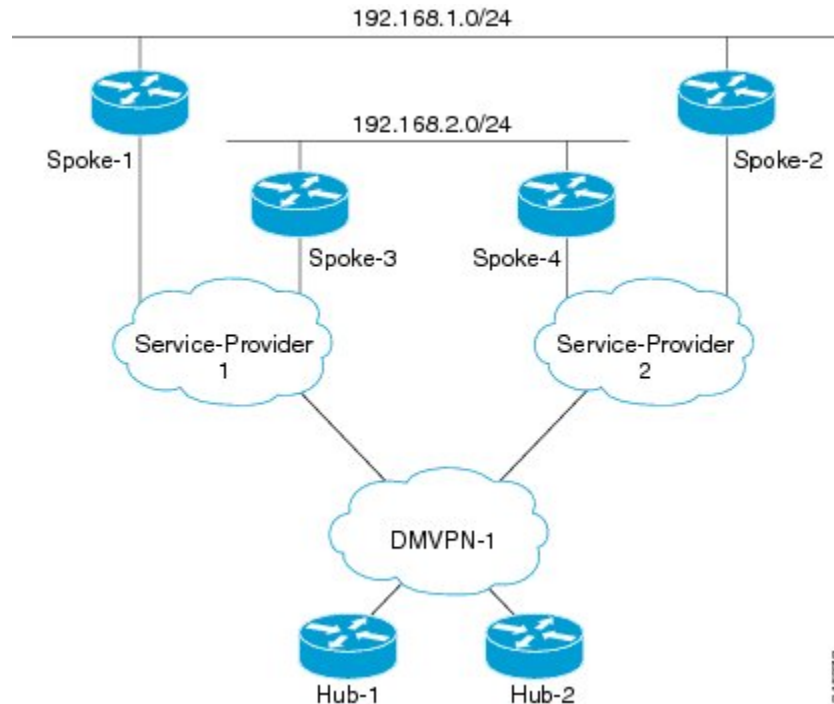 192.168.1.0/24
Spoke-1
192.168.2.0/24
Spoke-2
Spoke-3
Spoke-4
Service-Provider
1
Service-Provider
2
DMVPN-1
Hub-1
Hub-2